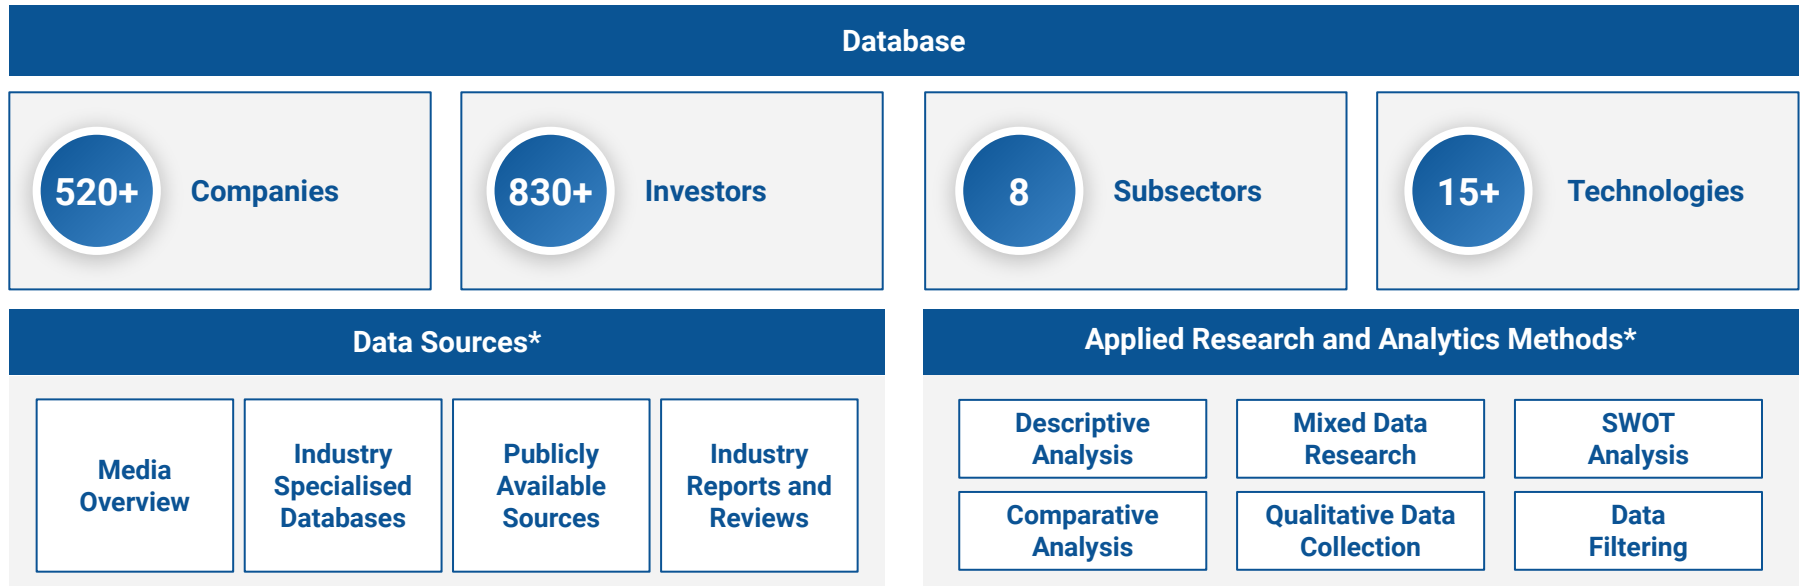 Database
520+
Companies
830+
Investors
8
Subsectors
15+
Technologies
Data Sources*
Media
Overview
Industry
Specialised
Databases
Publicly
Available
Sources
Industry
Reports and
Reviews
Applied Research and Analytics Methods*
Descriptive
Analysis
Mixed Data
Research
SWOT
Analysis
Comparative
Analysis
Qualitative Data
Collection
Data
Filtering